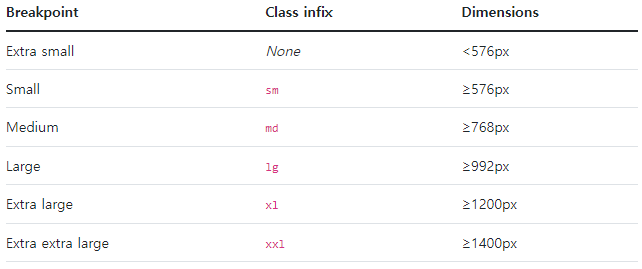 Breakpoint Class infix Dimensions
Extra small None <576px
Small sm ≥576px
Medium md ≥768px
Large lg ≥992px
Extra large xl ≥1200px
Extra extra large xxl ≥1400px